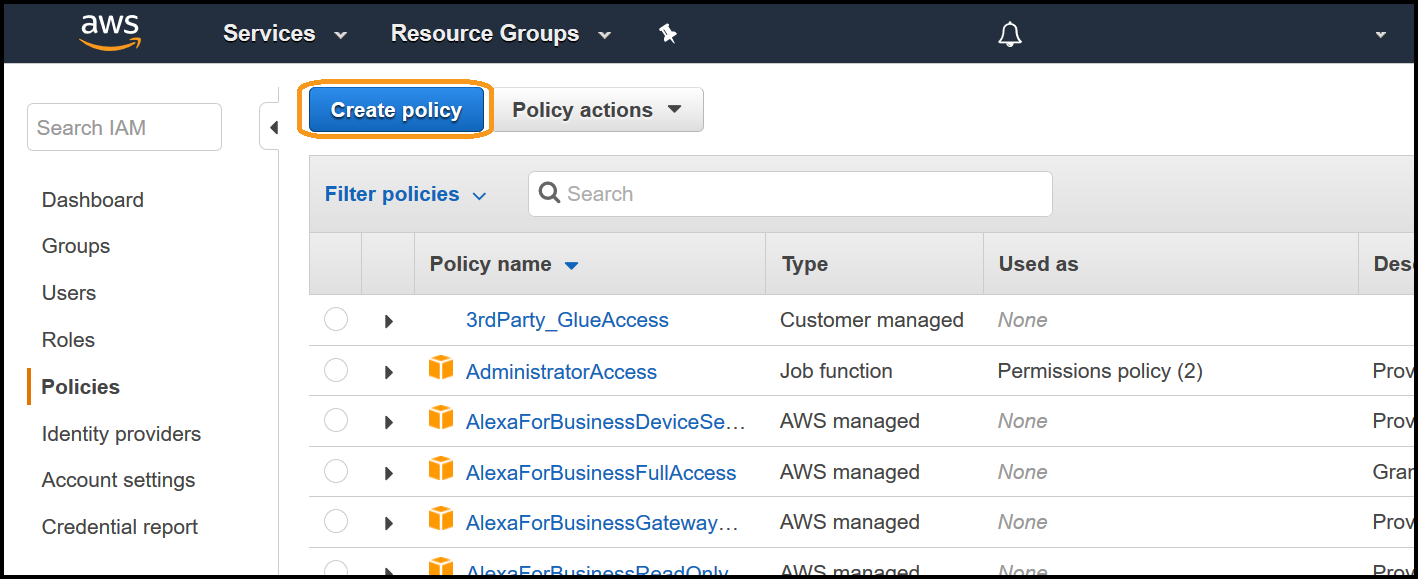 aws Services Resource Groups
Create policy Policy actions
Search IAM
Dashboard
Groups
Users
Roles
Policies
Identity providers
Account settings
Credential report
Filter policies Search
Policy name Type Used as
3rdParty_GlueAccess Customer managed None
AdministratorAccess Job function Permissions policy (2) Prov
AlexaForBusinessDeviceSe... AWS managed None Prov
AlexaForBusinessFullAccess AWS managed None Gran
AlexaForBusinessGateway... AWS managed None Prov
AlexaForBusinessReadOnly AWS managed None Prov